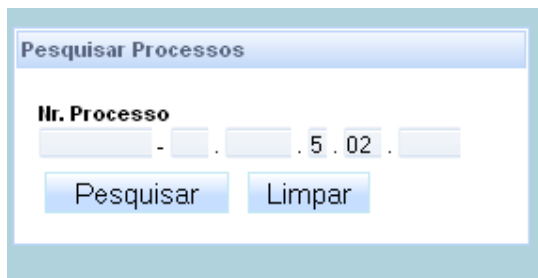 Pesquisar Processos
Nr. Processo
- . . 5 . 02 .
Pesquisar Limpar